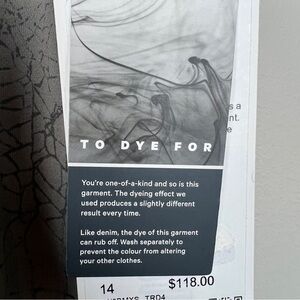 s a
nt.
e
TO DYE FOR
You're one-of-a-kind and so is this
garment. The dyeing effect we
used produces a slightly different
result every time.
Like denim, the dye of this garment
can rub off. Wash separately to
prevent the colour from altering
your other clothes.
14
$118.00
TRD4